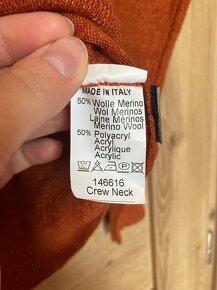 MADE IN ITALY
50% Wolle Merino
Wol Merinos
Laine Mérinos
Merino Wool
50% Polyacryl
Acryl
Acrylique
Acrylic
146616
Crew Neck